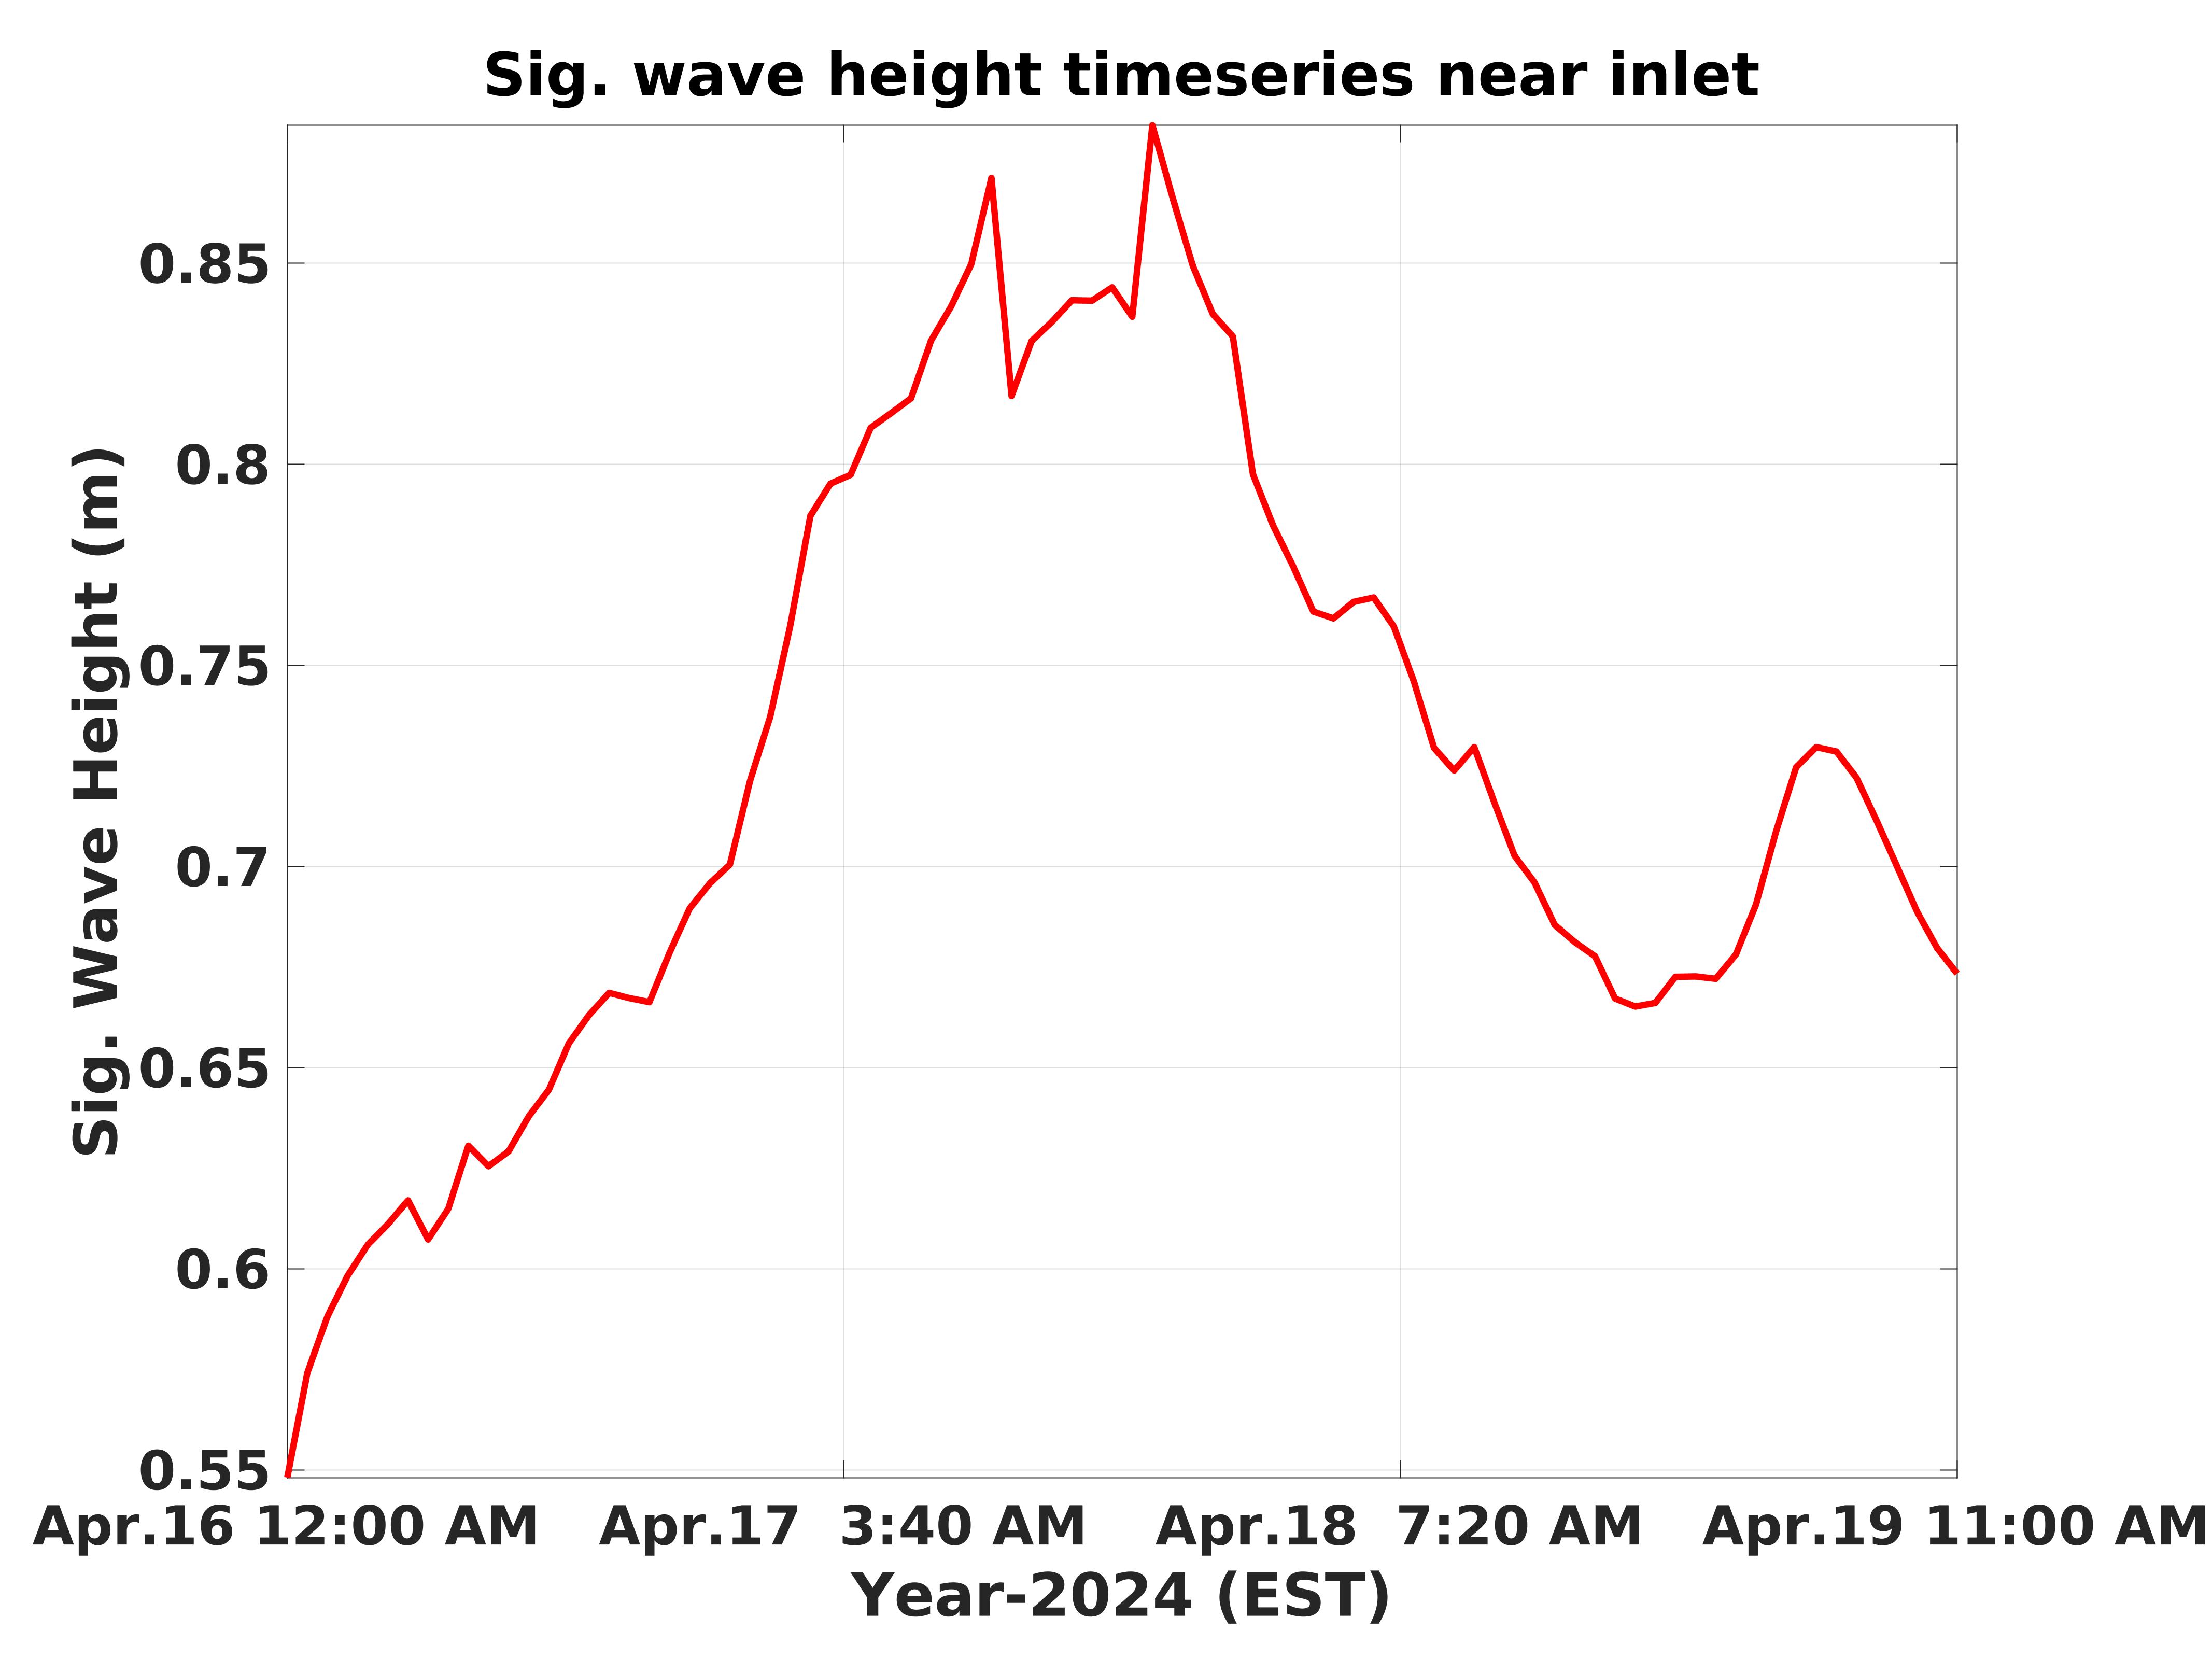 Sig. wave height timeseries near inlet
Sig. Wave Height (m)
0.85
0.8
0.75
0.7
0.65
0.6
0.55
Apr.16 12:00 AM Apr.17 3:40 AM Apr.18 7:20 AM Apr.19 11:00 AM
Year-2024 (EST)